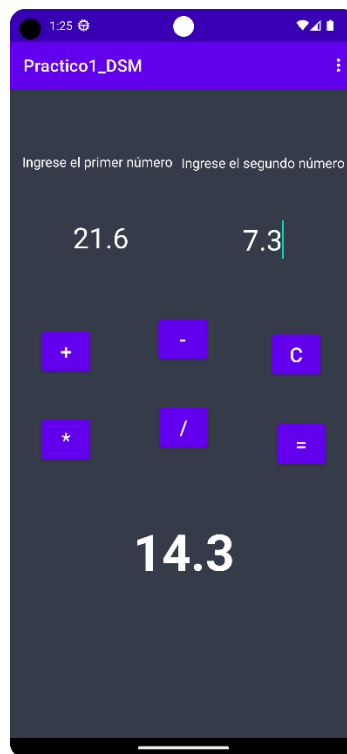 1:25
Practico1_DSM
Ingrese el primer número Ingrese el segundo número
21.6 7.3
+ - C
* / =
14.3